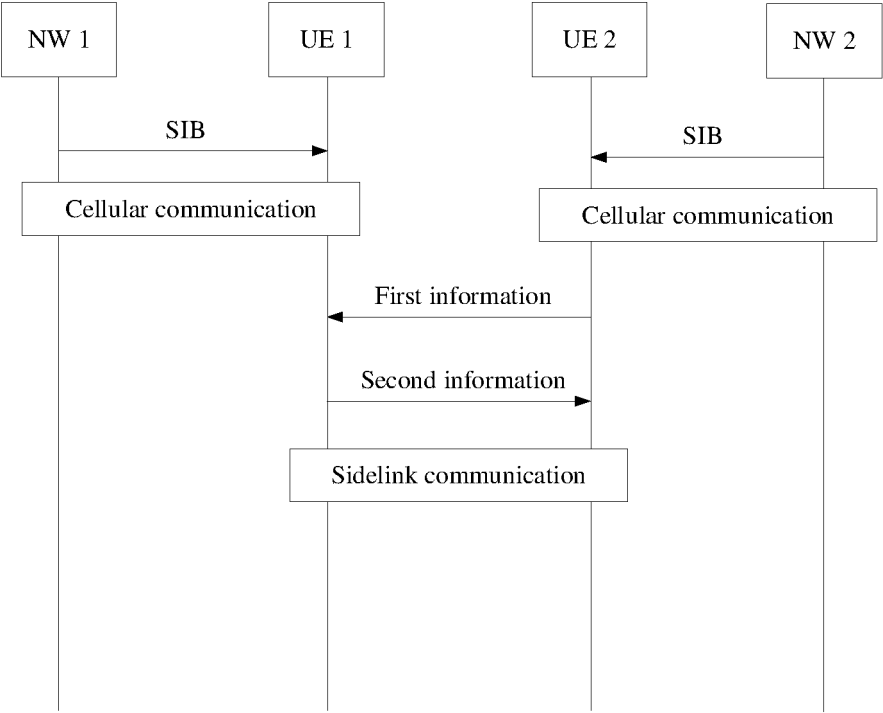 NW 1
UE 1
UE 2
NW 2
SIB
SIB
Cellular communication
Cellular communication
First information
Second information
Sidelink communication